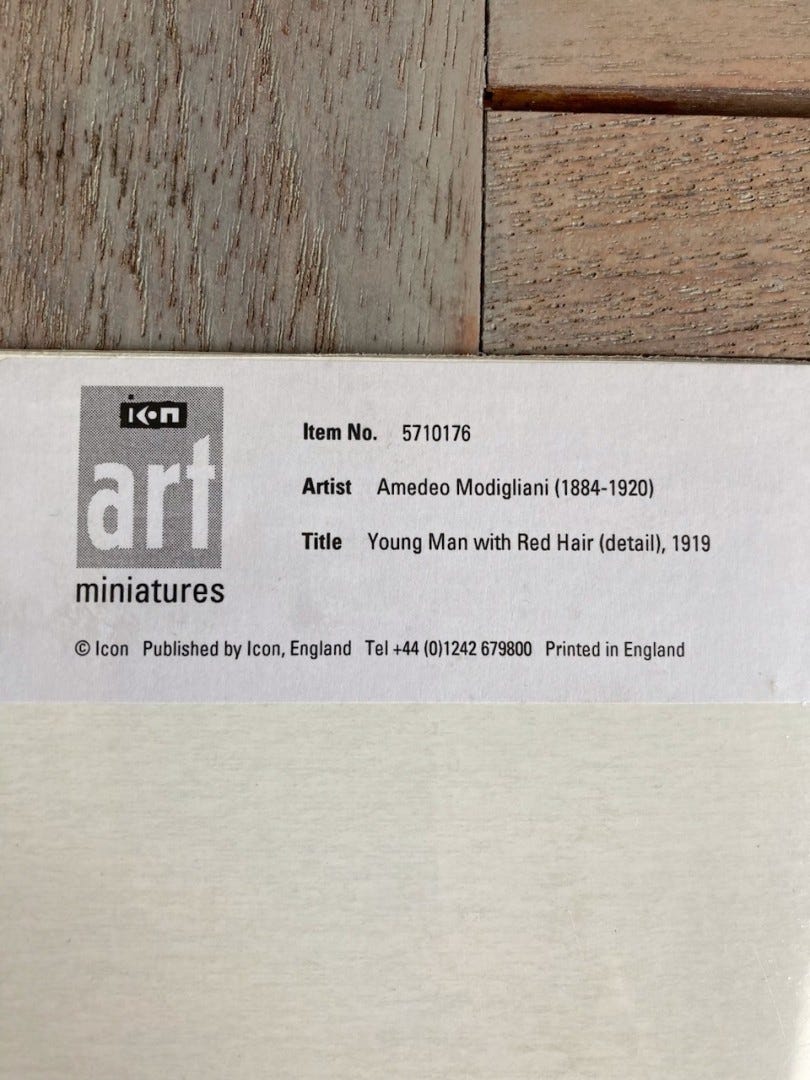 ikon
art
miniatures
Item No. 5710176
Artist Amedeo Modigliani (1884-1920)
Title Young Man with Red Hair (detail), 1919
© Icon Published by Icon, England Tel +44 (0)1242 679800 Printed in England